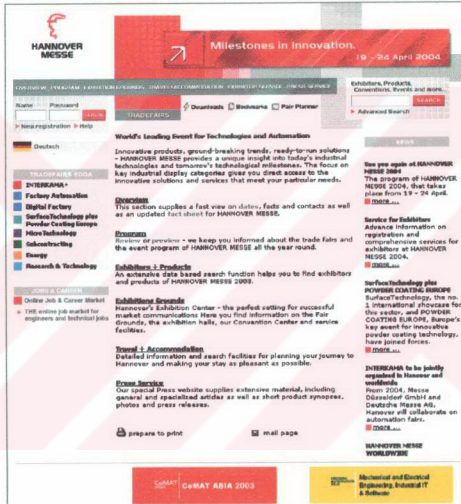 HANNOVER
MESSE
Milestones in Innovation.
19 - 24 April 2004
OVERVIEW PROGRAM EXHIBITION GROUNDS TRAVEL+ACCOMMODATION EXHIBITOR SERVICE PRESS SERVICE
Exhibitors, Products,
Conventions, Events and more...
SEARCH
Advanced Search
Name Password
New registration Help
Deutsch
Downloads Bookmarks Fair Planner
TRADEFAIRS
World's Leading Event for Technologies and Automation
Innovative products, ground-breaking trends, ready-to-run solutions
- HANNOVER MESSE provides a unique insight into today's industrial
technologies and tomorrow's technological milestones. The focus on
key industrial display categories gives you direct access to the
innovative solutions and services that meet your particular needs.
Overview
This section supplies a fast view on dates, facts and contacts as well
as an updated fact sheet for HANNOVER MESSE.
Program
Review or preview - we keep you informed about the trade fairs and
the event program of HANNOVER MESSE all the year round.
Exhibitors + Products
An extensive data based search function helps you to find exhibitors
and products of HANNOVER MESSE 2003.
Exhibitions Grounds
Hannover's Exhibition Center - the perfect setting for successful
market communications Here you find information on the Fair
Grounds, the exhibition halls, our Convention Center and service
facilities.
Travel + Accommodation
Detailed information and search facilities for planning your journey to
Hannover and making your stay as pleasant as possible.
Press Service
Our special Press website supplies extensive material, including
general and specialized articles as well as short product synopses,
photos and press releases.
prepare to print mail page
TRADEFAIRS 2004
INTERKAMA+
Factory Automation
Digital Factory
SurfaceTechnology plus
Powder Coating Europe
MicroTechnology
Subcontracting
Energy
Research & Technology
JOBS & CAREER
Online Job & Career Market
THE online job market for
engineers and technical jobs
NEWS
See you again at HANNOVER
MESSE 2004
The program of HANNOVER
MESSE 2004, that takes
place from 19 - 24 April.
more ...
Service for Exhibitors
Advance information on
registration and
comprehensive services for
exhibitors at HANNOVER
MESSE 2004.
more ...
SurfaceTechnology plus
POWDER COATING EUROPE
SurfaceTechnology, the no.
1 international showcase for
this sector, and POWDER
COATING EUROPE, Europe's
key event for innovative
powder coating technology,
have joined forces.
more ...
INTERKAMA to be jointly
organized in Hanover and
worldwide
From 2004, Messe
Düsseldorf GmbH and
Deutsche Messe AG,
Hanover will collaborate on
automation fairs.
more ...
HANNOVER MESSE
WORLDWIDE
CeMAT CeMAT ASIA 2003
Mechanical and Electrical
Engineering, Industrial IT
& Software